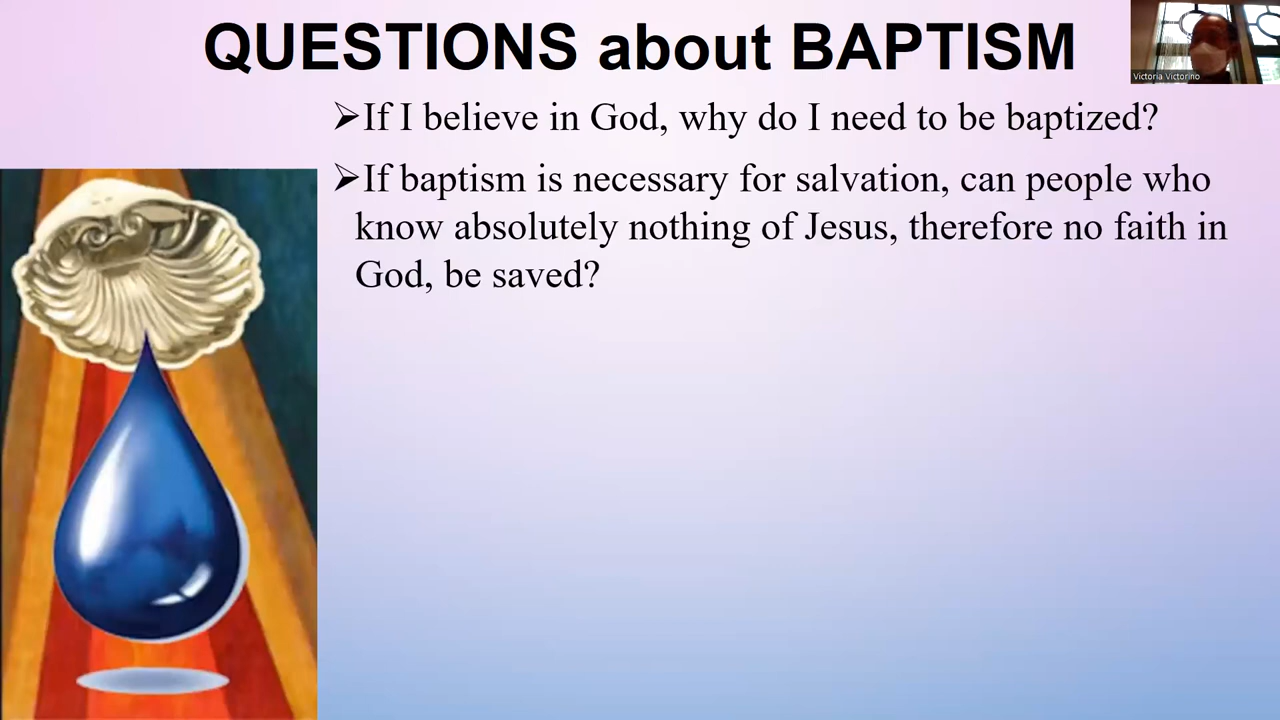 QUESTIONS about BAPTISM
Victoria Victorino
➢If I believe in God, why do I need to be baptized?
➢If baptism is necessary for salvation, can people who
know absolutely nothing of Jesus, therefore no faith in
God, be saved?